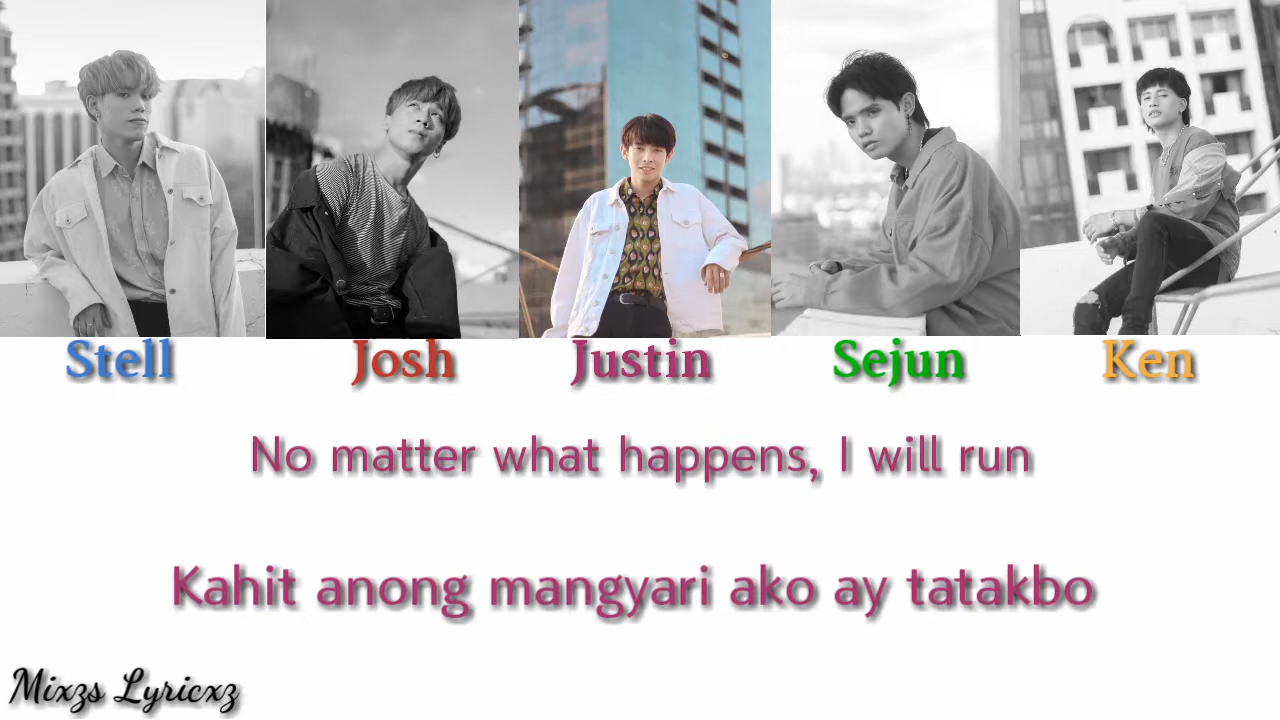 Stell Josh Justin Sejun Ken
No matter what happens, I will run
Kahit anong mangyari ako ay tatakbo
Mixzs Lyricxz